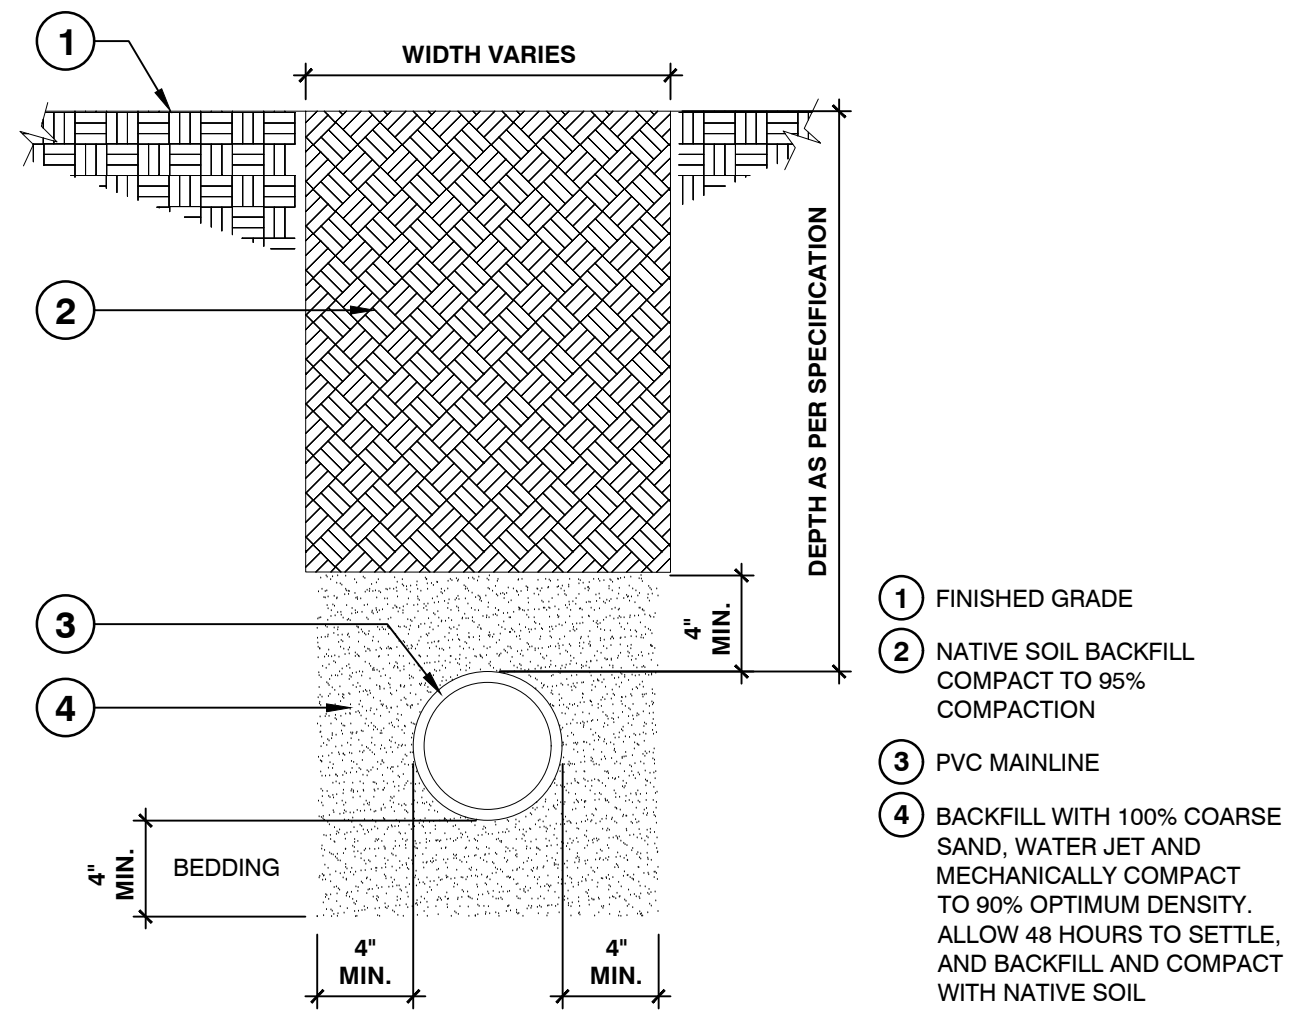 1
WIDTH VARIES
2
DEPTH AS PER SPECIFICATION
3
4"
MIN.
4
4"
MIN.
BEDDING
4"
MIN.
4"
MIN.
1 FINISHED GRADE
2 NATIVE SOIL BACKFILL
COMPACT TO 95%
COMPACTION
3 PVC MAINLINE
4 BACKFILL WITH 100% COARSE
SAND, WATER JET AND
MECHANICALLY COMPACT
TO 90% OPTIMUM DENSITY.
ALLOW 48 HOURS TO SETTLE,
AND BACKFILL AND COMPACT
WITH NATIVE SOIL